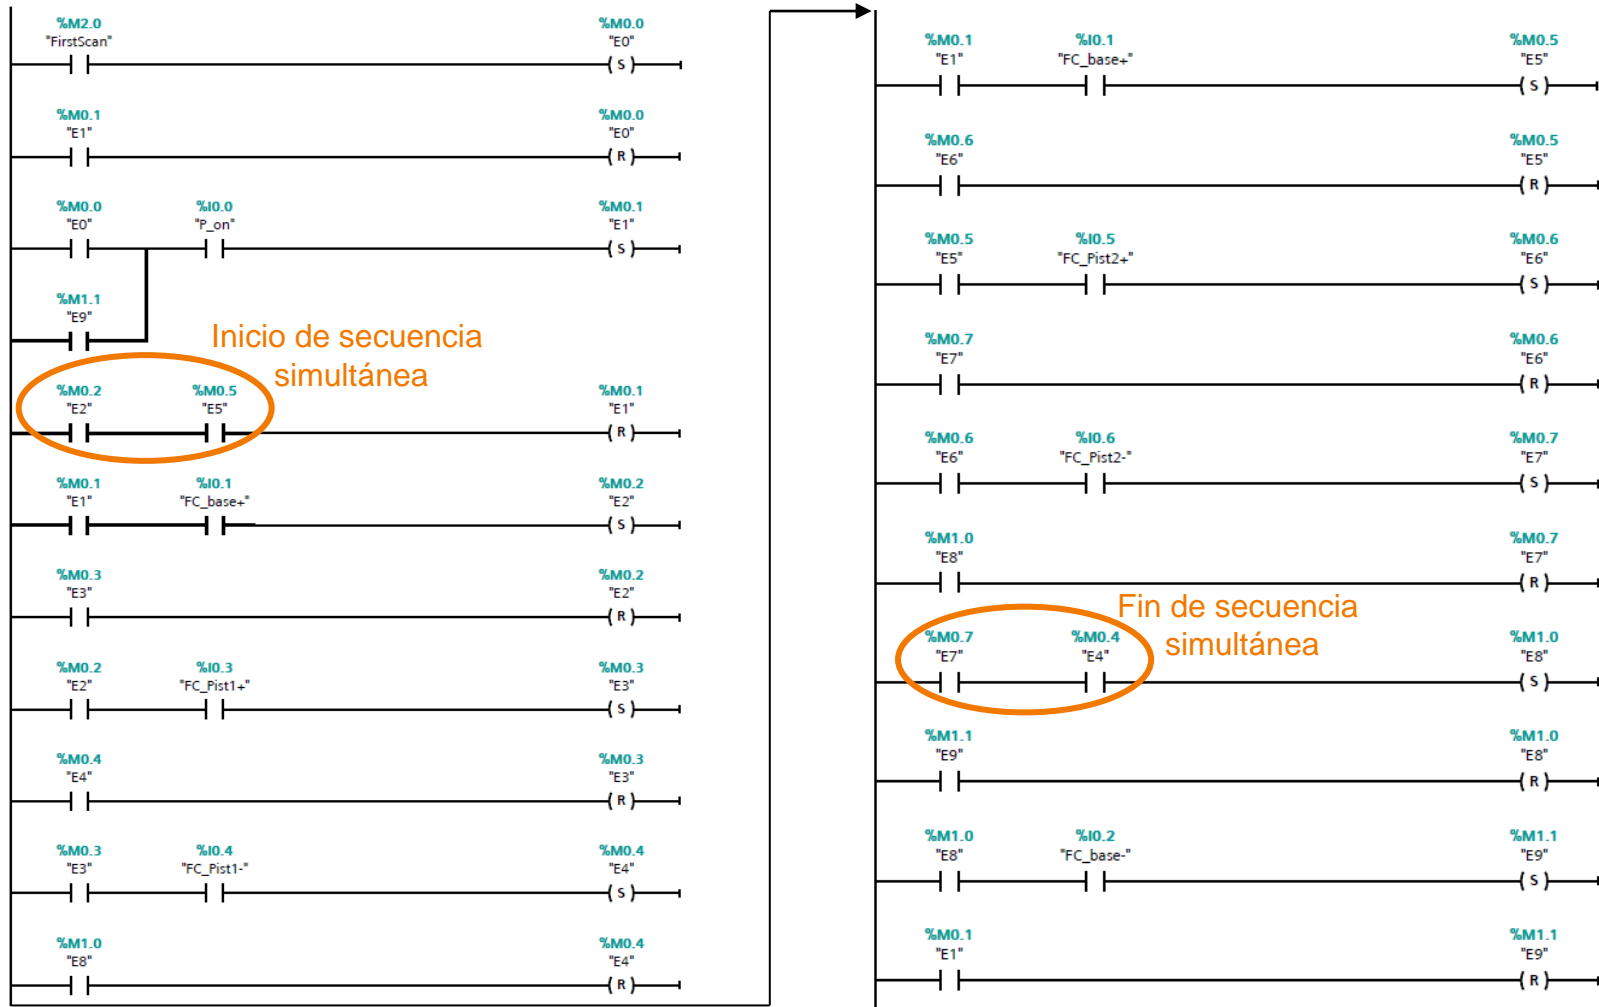 %M2.0 %M0.0
"FirstScan" "E0"
( S )
%M0.1 %M0.0
"E1" "E0"
( R )
%M0.0 %I0.0 %M0.1
"E0" "P_on" "E1"
( S )
%M1.1
"E9"
Inicio de secuencia
simultánea
%M0.2 %M0.5 %M0.1
"E2" "E5" "E1"
( R )
%M0.1 %I0.1 %M0.2
"E1" "FC_base+" "E2"
( S )
%M0.3 %M0.2
"E3" "E2"
( R )
%M0.2 %I0.3 %M0.3
"E2" "FC_Pist1+" "E3"
( S )
%M0.4 %M0.3
"E4" "E3"
( R )
%M0.3 %I0.4 %M0.4
"E3" "FC_Pist1-" "E4"
( S )
%M1.0 %M0.4
"E8" "E4"
( R )
%M0.1 %I0.1 %M0.5
"E1" "FC_base+" "E5"
( S )
%M0.6 %M0.5
"E6" "E5"
( R )
%M0.5 %I0.5 %M0.6
"E5" "FC_Pist2+" "E6"
( S )
%M0.7 %M0.6
"E7" "E6"
( R )
%M0.6 %I0.6 %M0.7
"E6" "FC_Pist2-" "E7"
( S )
%M1.0 %M0.7
"E8" "E7"
( R )
Fin de secuencia
simultánea
%M0.7 %M0.4 %M1.0
"E7" "E4" "E8"
( S )
%M1.1 %M1.0
"E9" "E8"
( R )
%M1.0 %I0.2 %M1.1
"E8" "FC_base-" "E9"
( S )
%M0.1 %M1.1
"E1" "E9"
( R )